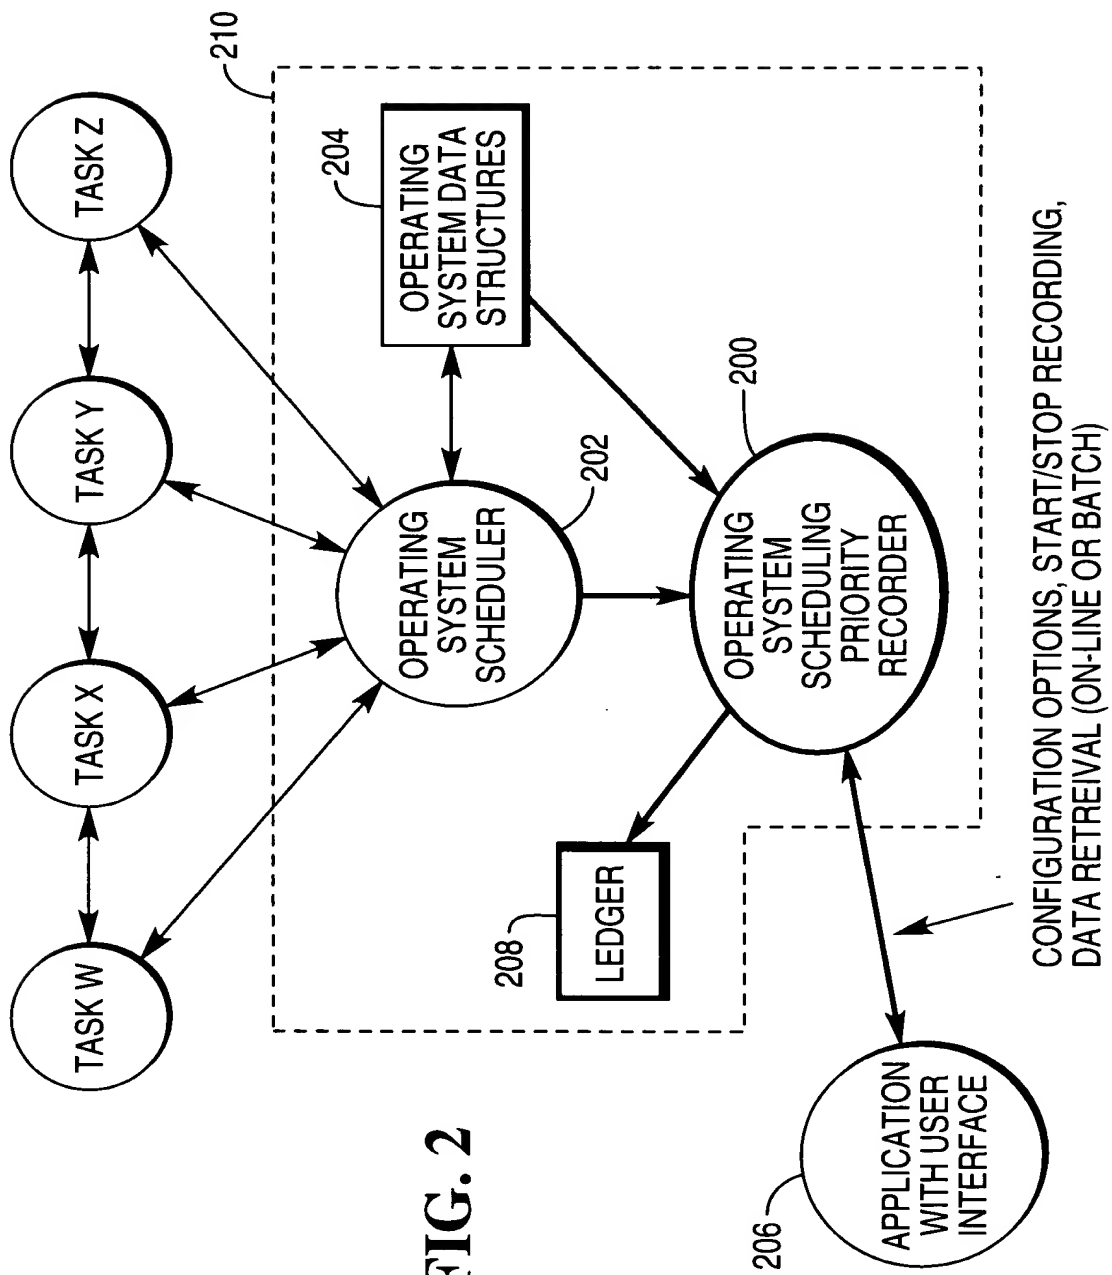 TASK W
TASK X
TASK Y
TASK Z
210
OPERATING
SYSTEM
SCHEDULER
202
OPERATING
SYSTEM DATA
STRUCTURES
204
LEDGER
208
OPERATING
SYSTEM
SCHEDULING
PRIORITY
RECORDER
200
APPLICATION
WITH USER
INTERFACE
206
CONFIGURATION OPTIONS, START/STOP RECORDING,
DATA RETREIVAL (ON-LINE OR BATCH)
FIG. 2